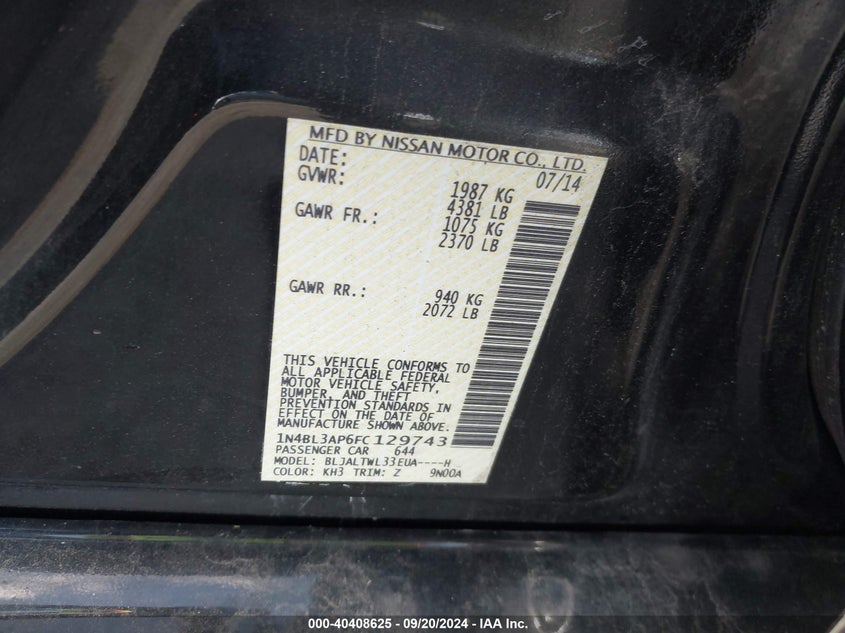 MFD BY NISSAN MOTOR CO., LTD.
DATE: 07/14
GVWR: 1987 KG
4381 LB
GAWR FR.: 1075 KG
2370 LB
GAWR RR.: 940 KG
2072 LB
THIS VEHICLE CONFORMS TO
ALL APPLICABLE FEDERAL
MOTOR VEHICLE SAFETY,
BUMPER, AND THEFT
PREVENTION STANDARDS IN
EFFECT ON THE DATE OF
MANUFACTURE SHOWN ABOVE.
1N4BL3AP6FC129743
PASSENGER CAR 644
MODEL: BLJALTWL33EUA----H
COLOR: KH3 TRIM: Z 9N00A
000-40408625 - 09/20/2024 - IAA Inc.